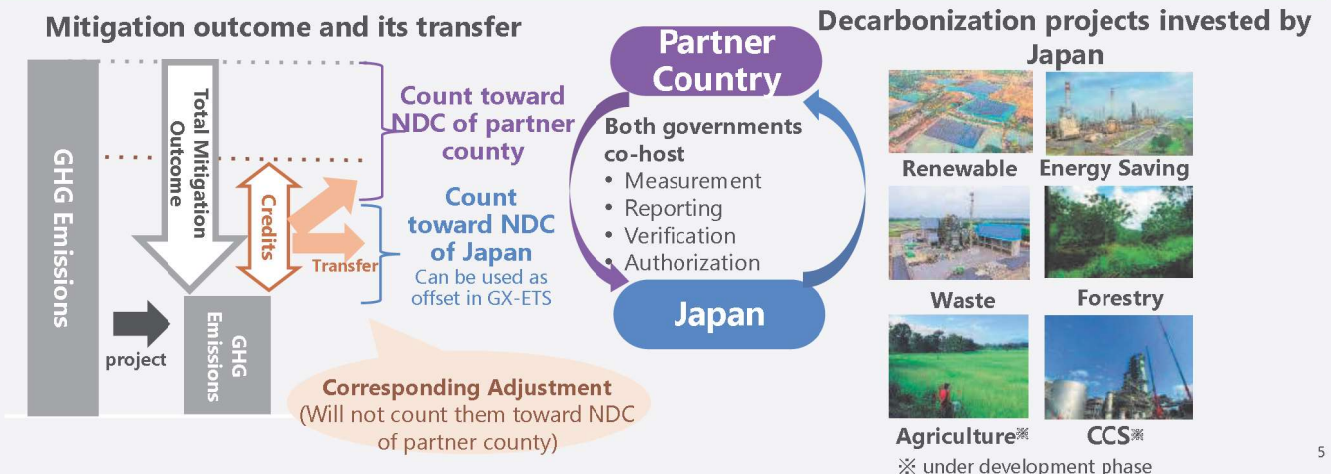 Mitigation outcome and its transfer
GHG Emissions
Total Mitigation
Outcome
Credits
Transfer
project
GHG
Emissions
Count toward
NDC of partner
county
Count
toward NDC
of Japan
Can be used as
offset in GX-ETS
Corresponding Adjustment
(Will not count them toward NDC
of partner county)
Partner
Country
Both governments
co-host
• Measurement
• Reporting
• Verification
• Authorization
Japan
Decarbonization projects invested by
Japan
Renewable
Energy Saving
Waste
Forestry
Agriculture※
CCS※
※ under development phase
5